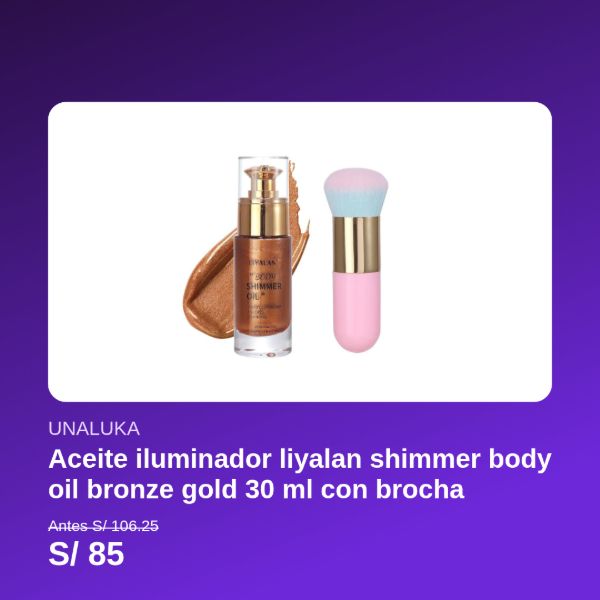 LIYALAN
"BODY
SHIMMER
OIL"
UNALUKA
Aceite iluminador liyalan shimmer body
oil bronze gold 30 ml con brocha
Antes S/ 106.25
S/ 85